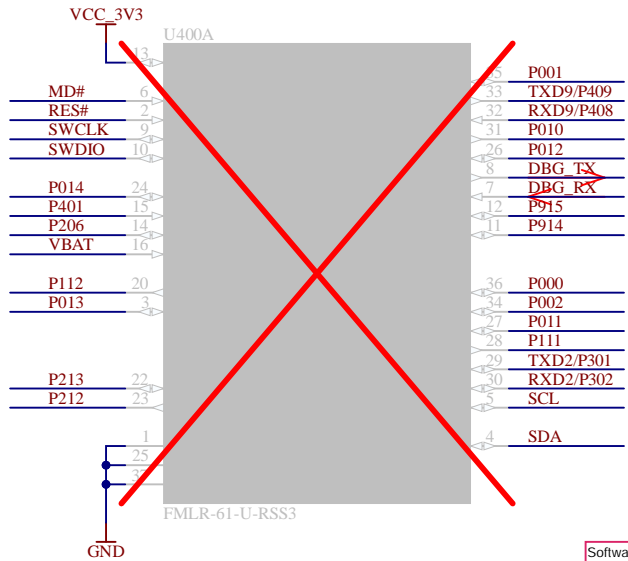 VCC_3V3
U400A
13
MD# 6
RES# 2
SWCLK 9
SWDIO 10
P014 24
P401 15
P206 14
VBAT 16
P112 20
P013 3
P213 22
P212 23
1
25
37
GND
35 P001
33 TXD9/P409
32 RXD9/P408
31 P010
26 P012
8 DBG_TX
7 DBG_RX
12 P915
11 P914
36 P000
34 P002
27 P011
28 P111
29 TXD2/P301
30 RXD2/P302
5 SCL
4 SDA
FMLR-61-U-RSS3
Softwa